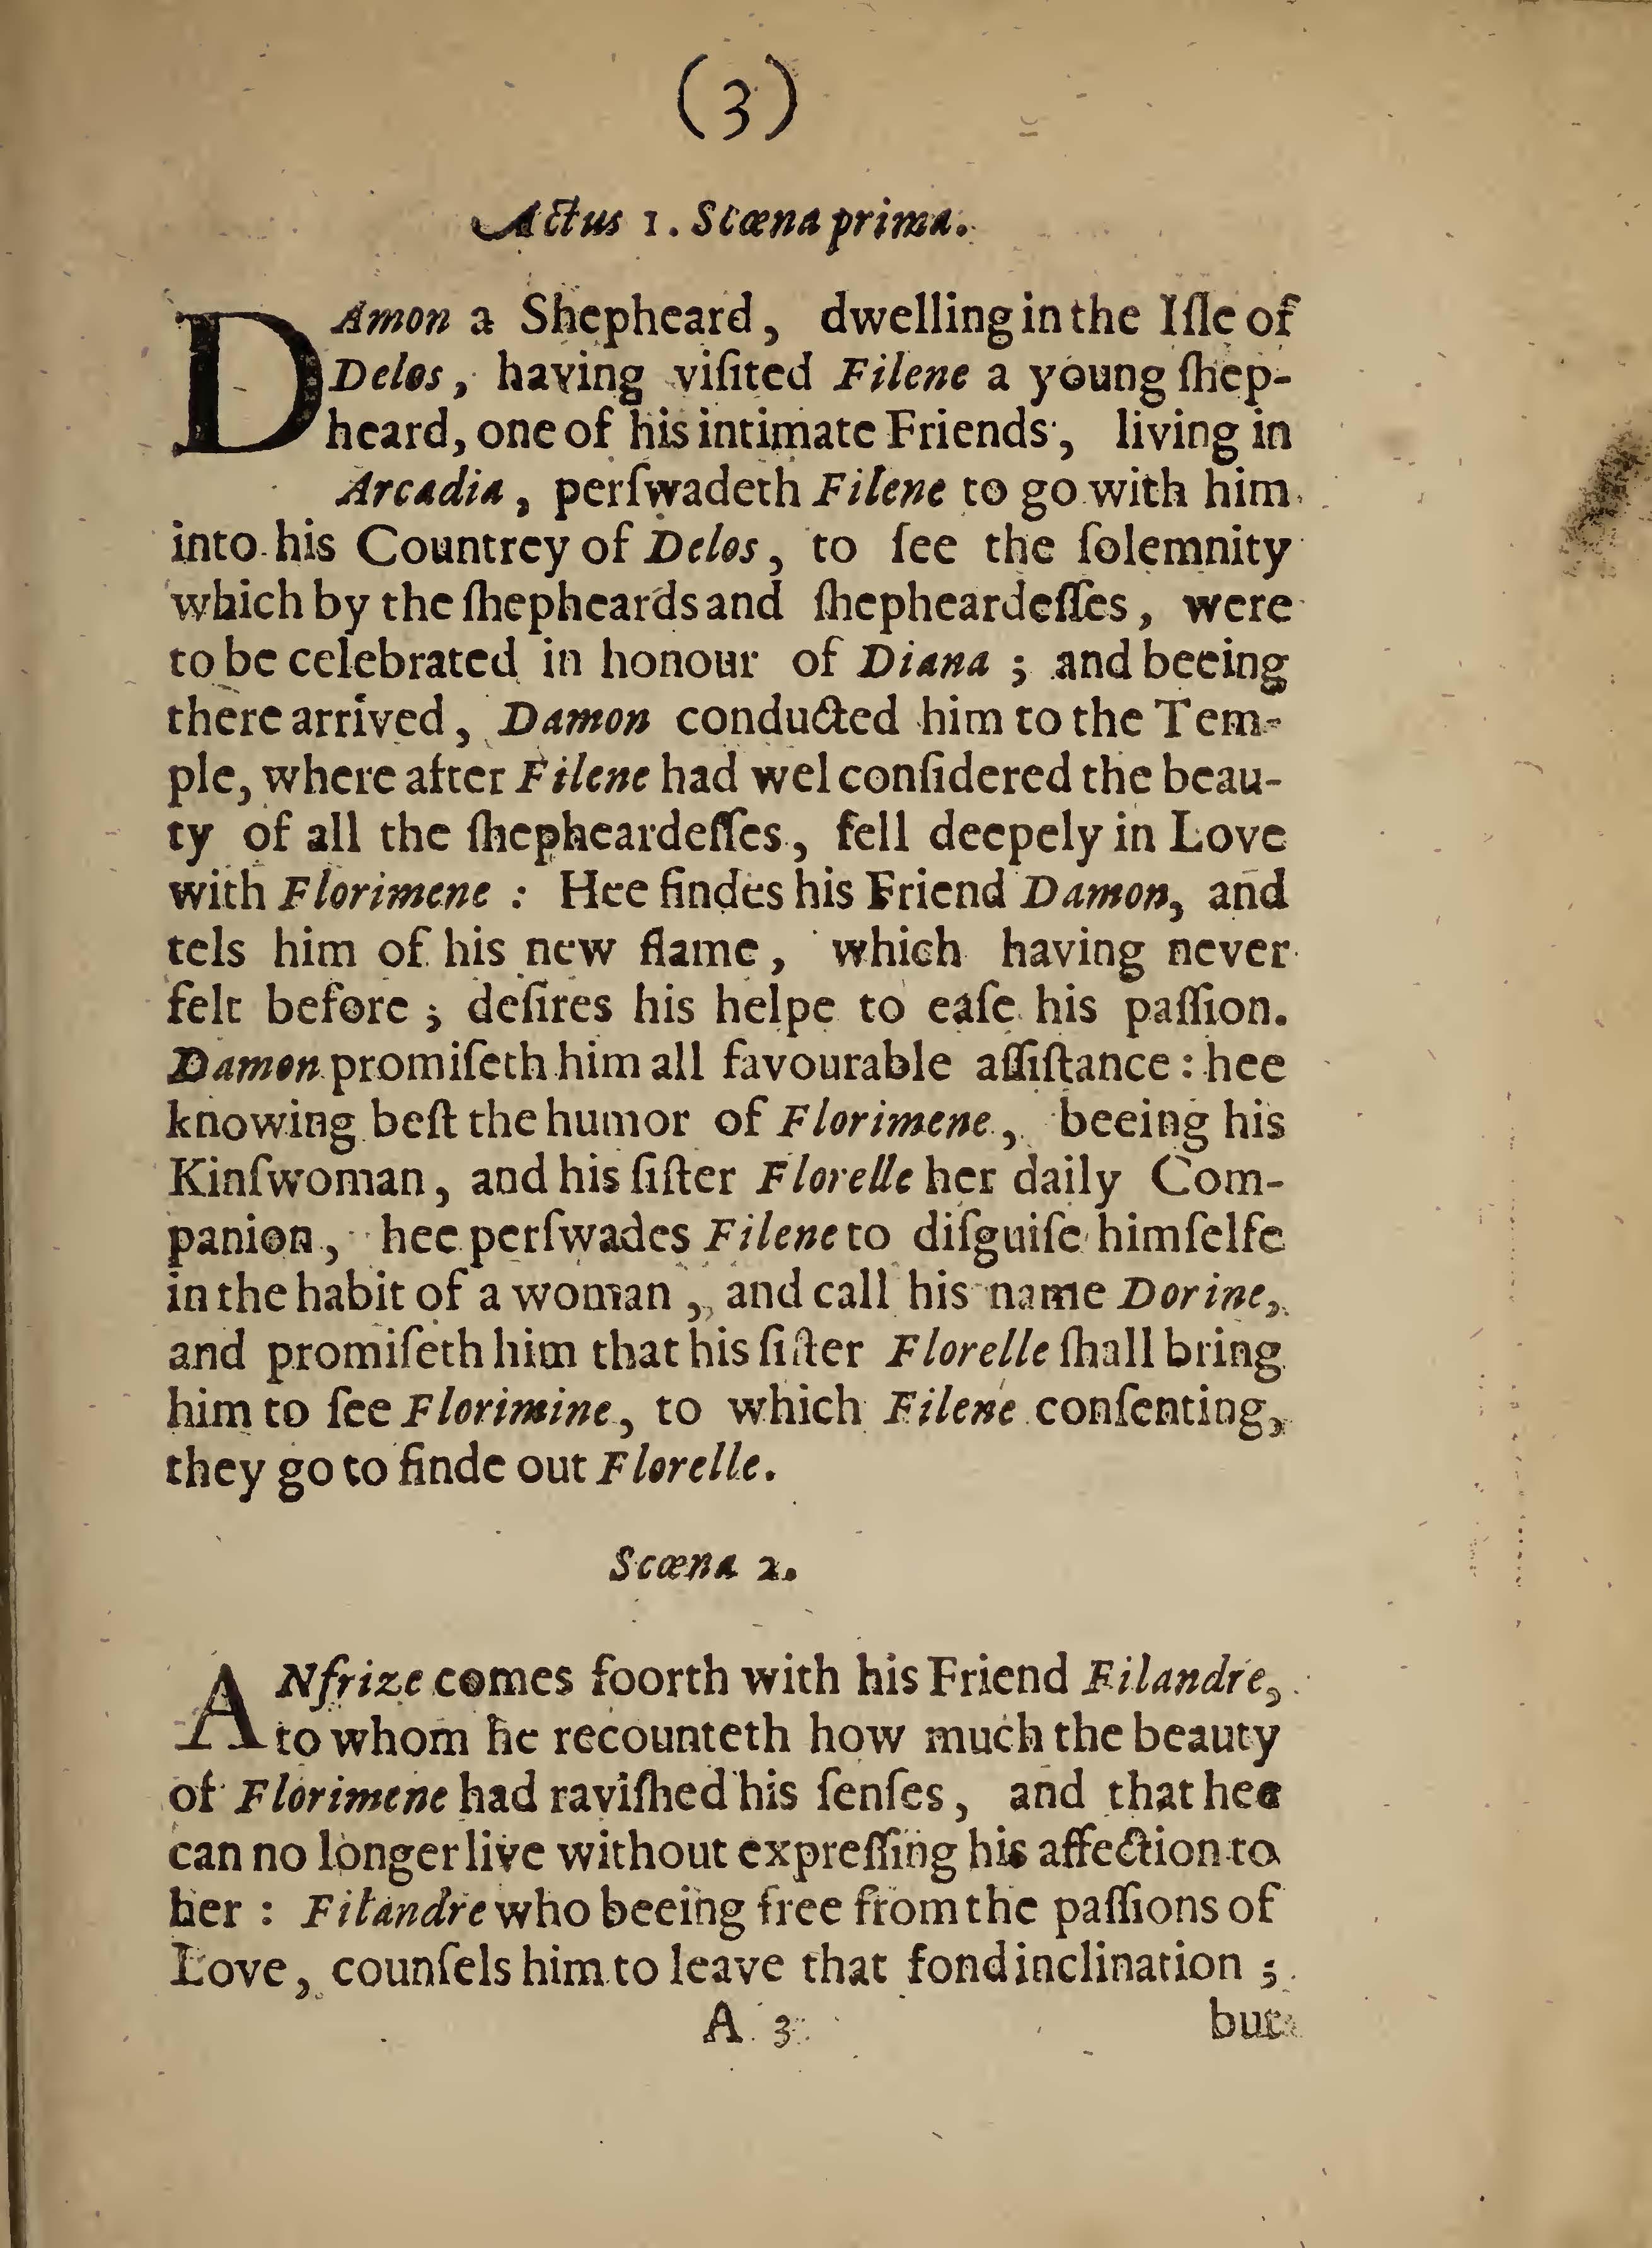 (3)
Actus 1. Scœna prima.
DAmon a Shepheard, dwelling in the Iſle of
Delos, having viſited Filene a young ſhep-
heard, one of his intimate Friends, living in
Arcadia, perſwadeth Filene to go with him
into his Countrey of Delos, to ſee the ſolemnity
which by the ſhepheards and ſhepheardeſſes, were
to be celebrated in honour of Diana ; and beeing
there arrived, Damon conducted him to the Tem-
ple, where after Filene had wel conſidered the beau-
ty of all the ſhepheardeſſes, fell deepely in Love
with Florimene : Hee findes his Friend Damon, and
tels him of his new flame, which having never
felt before ; deſires his helpe to eaſe his paſſion.
Damon promiſeth him all favourable aſſiſtance : hee
knowing beſt the humor of Florimene, beeing his
Kinſwoman, and his ſiſter Florelle her daily Com-
panion, hee perſwades Filene to diſguiſe himſelfe
in the habit of a woman, and call his name Dorine,
and promiſeth him that his ſiſter Florelle ſhall bring
him to ſee Florimine, to which Filene conſenting,
they go to finde out Florelle.
Scœna 2.
ANfrize comes foorth with his Friend Filandre,
to whom he recounteth how much the beauty
of Florimene had raviſhed his ſenſes, and that hee
can no longer live without expreſſing his affection to
her : Filandre who beeing free from the paſſions of
Love, counſels him to leave that fond inclination ;
A 3 but